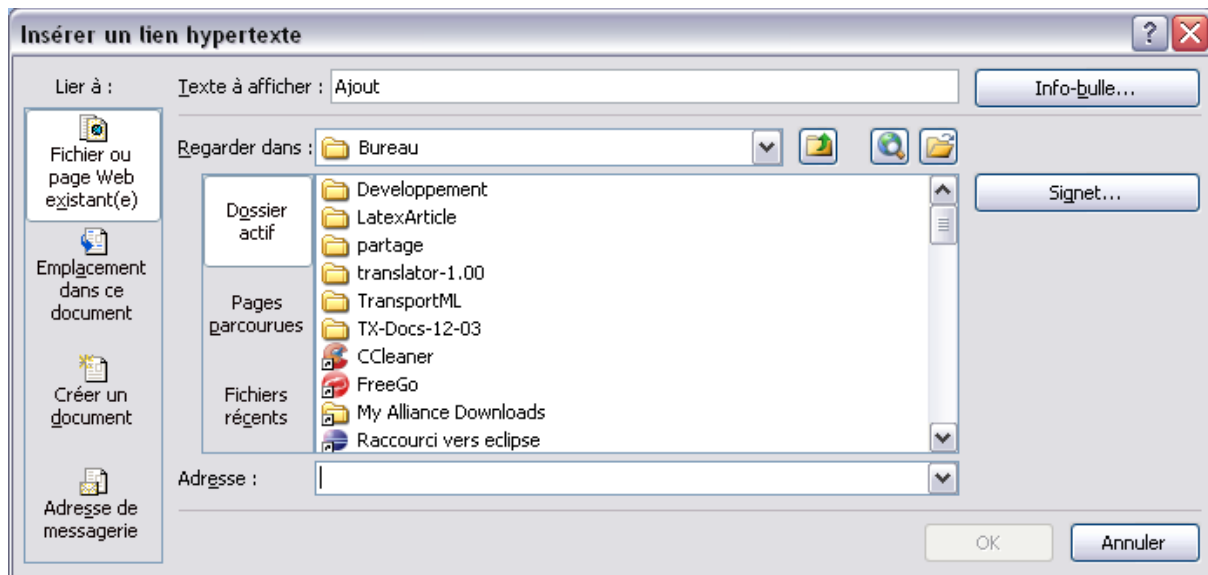 Insérer un lien hypertexte
?
Lier à :
Texte à afficher :
Ajout
Info-bulle...
Fichier ou
page Web
existant(e)
Regarder dans :
Bureau
Dossier
actif
Developpement
LatexArticle
partage
translator-1.00
TransportML
TX-Docs-12-03
CCleaner
FreeGo
My Alliance Downloads
Raccourci vers eclipse
Signet...
Emplacement
dans ce
document
Pages
parcourues
Créer un
document
Fichiers
récents
Adresse :
Adresse de
messagerie
OK
Annuler